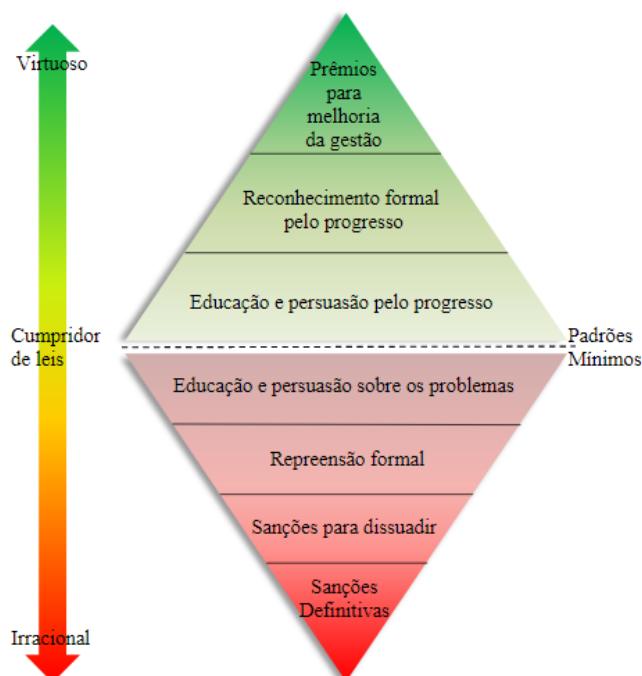 Virtuoso
Prêmios
para
melhoria
da gestão
Reconhecimento formal
pelo progresso
Educação e persuasão pelo progresso
Cumpridor
de leis
Padrões
Mínimos
Educação e persuasão sobre os problemas
Repreensão formal
Sanções para dissuadir
Sanções
Definitivas
Irracional